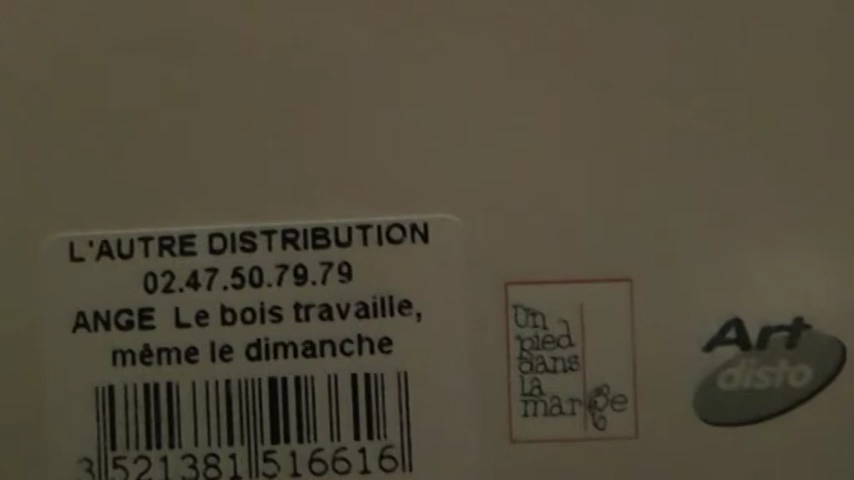 L'AUTRE DISTRIBUTION
02.47.50.79.79
ANGE Le bois travaille,
même le dimanche
3 521381 516616
Un
pied
dans
la
marge
Art
disto